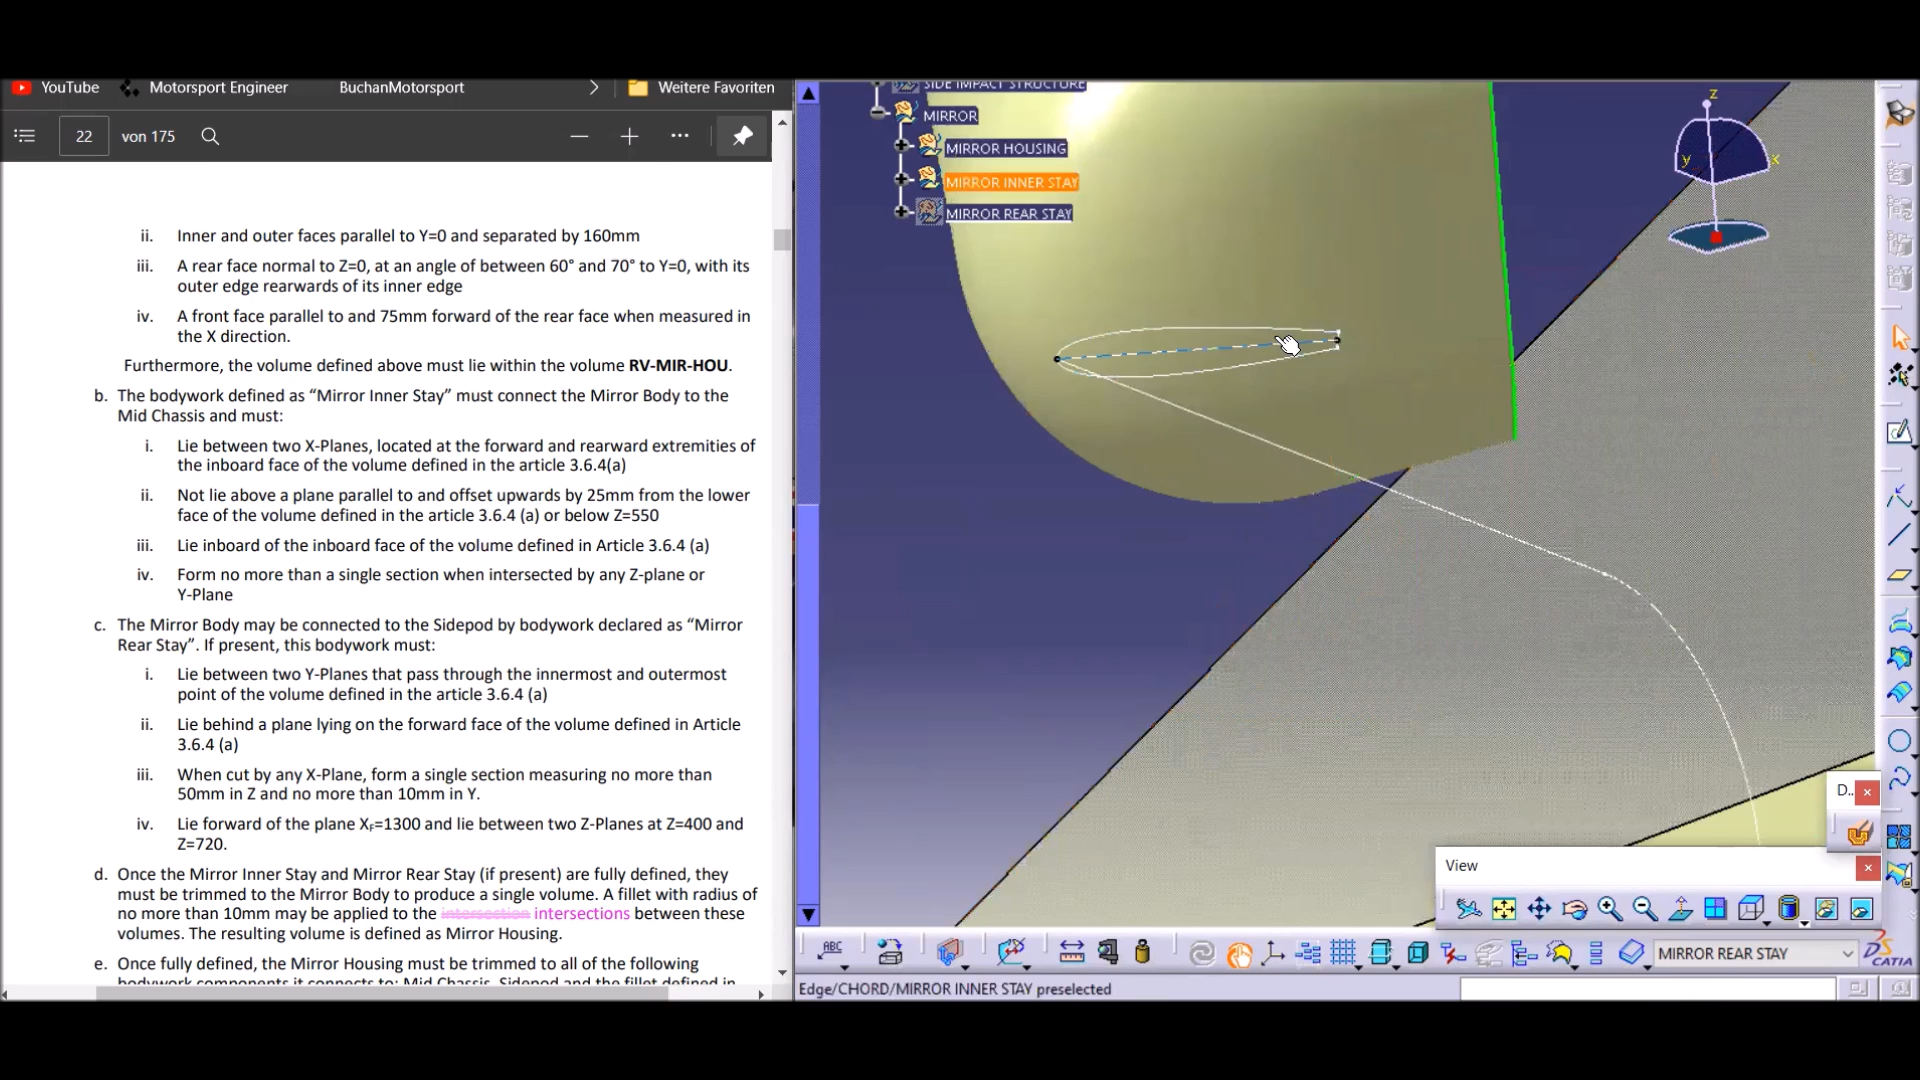 YouTube
Motorsport Engineer
BuchanMotorsport
Weitere Favoriten
22 von 175
ii. Inner and outer faces parallel to Y=0 and separated by 160mm
iii. A rear face normal to Z=0, at an angle of between 60° and 70° to Y=0, with its
outer edge rearwards of its inner edge
iv. A front face parallel to and 75mm forward of the rear face when measured in
the X direction.
Furthermore, the volume defined above must lie within the volume RV-MIR-HOU.
b. The bodywork defined as “Mirror Inner Stay” must connect the Mirror Body to the
Mid Chassis and must:
i. Lie between two X-Planes, located at the forward and rearward extremities of
the inboard face of the volume defined in the article 3.6.4(a)
ii. Not lie above a plane parallel to and offset upwards by 25mm from the lower
face of the volume defined in the article 3.6.4 (a) or below Z=550
iii. Lie inboard of the inboard face of the volume defined in Article 3.6.4 (a)
iv. Form no more than a single section when intersected by any Z-plane or
Y-Plane
c. The Mirror Body may be connected to the Sidepod by bodywork declared as “Mirror
Rear Stay”. If present, this bodywork must:
i. Lie between two Y-Planes that pass through the innermost and outermost
point of the volume defined in the article 3.6.4 (a)
ii. Lie behind a plane lying on the forward face of the volume defined in Article
3.6.4 (a)
iii. When cut by any X-Plane, form a single section measuring no more than
50mm in Z and no more than 10mm in Y.
iv. Lie forward of the plane XF=1300 and lie between two Z-Planes at Z=400 and
Z=720.
d. Once the Mirror Inner Stay and Mirror Rear Stay (if present) are fully defined, they
must be trimmed to the Mirror Body to produce a single volume. A fillet with radius of
no more than 10mm may be applied to the intersection intersections between these
volumes. The resulting volume is defined as Mirror Housing.
e. Once fully defined, the Mirror Housing must be trimmed to all of the following
bodywork components it connects to: Mid Chassis, Sidepod and the fillet defined in
SIDE IMPACT STRUCTURE
MIRROR
MIRROR HOUSING
MIRROR INNER STAY
MIRROR REAR STAY
z
y
x
D..
View
ABC
MIRROR REAR STAY
CATIA
Edge/CHORD/MIRROR INNER STAY preselected